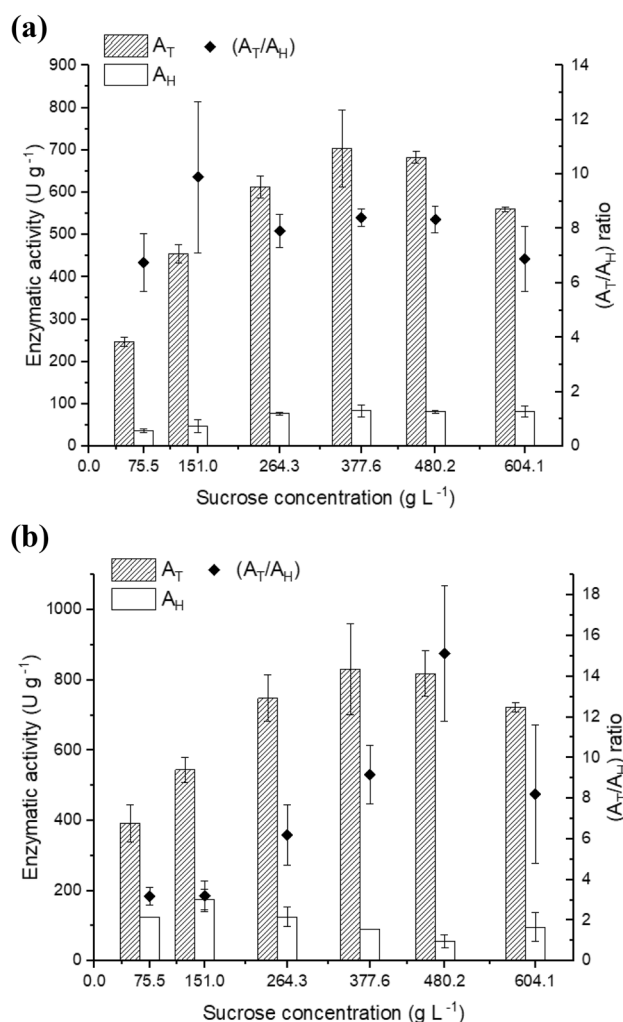 (a)
A_T (A_T/A_H)
A_H
900
800
700
600
500
400
300
200
100
0
Enzymatic activity (U g⁻¹)
14
12
10
8
6
4
2
0
(A_T/A_H) ratio
0.0 75.5 151.0 264.3 377.6 480.2 604.1
Sucrose concentration (g L⁻¹)
(b)
A_T (A_T/A_H)
A_H
1000
800
600
400
200
0
Enzymatic activity (U g⁻¹)
18
16
14
12
10
8
6
4
2
0
(A_T/A_H) ratio
0.0 75.5 151.0 264.3 377.6 480.2 604.1
Sucrose concentration (g L⁻¹)